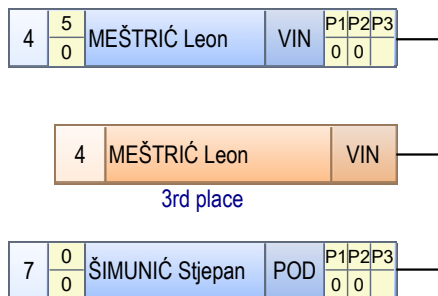 4 5 0 MEŠTRIĆ Leon VIN P1 P2 P3 0 0
4 MEŠTRIĆ Leon VIN
3rd place
7 0 0 ŠIMUNIĆ Stjepan POD P1 P2 P3 0 0